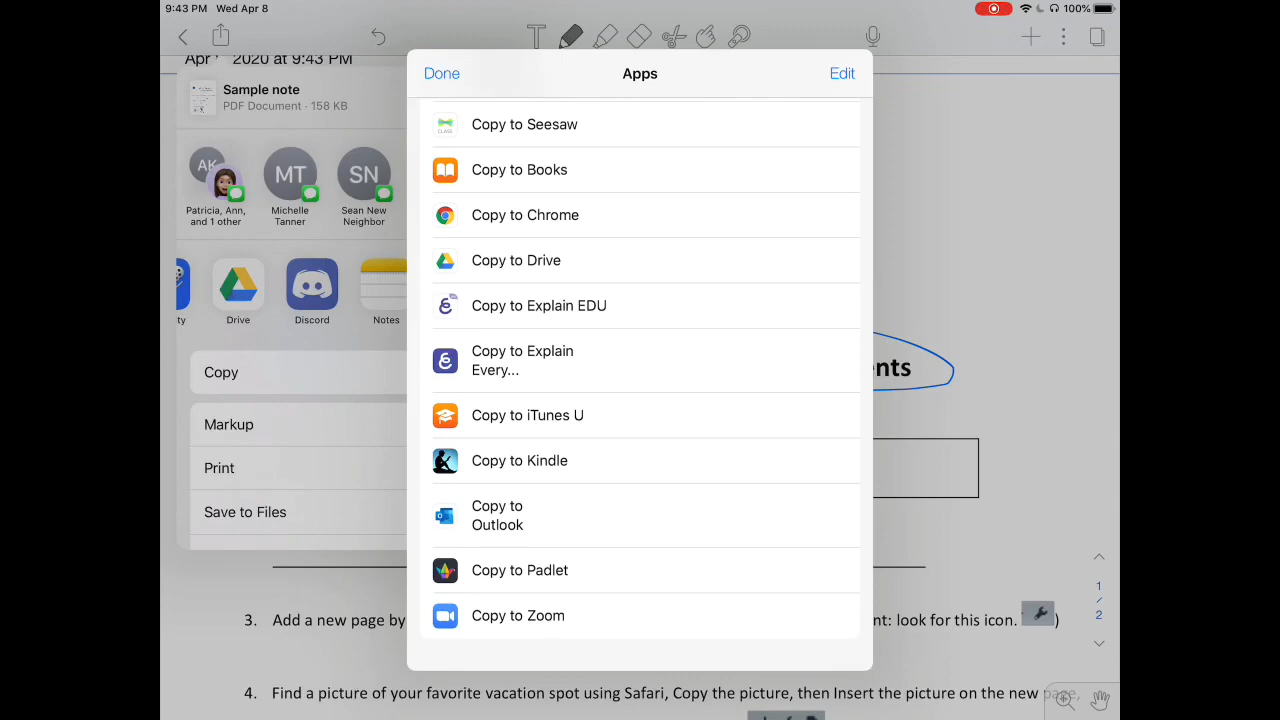 9:43 PM Wed Apr 8
100%
2020 at 9:43 PM
Sample note
PDF Document · 158 KB
AK
MT
SN
Patricia, Ann,
and 1 other
Michelle
Tanner
Sean New
Neighbor
ty
Drive
Discord
Notes
Copy
Markup
Print
Save to Files
Done
Apps
Edit
CLASS
Copy to Seesaw
Copy to Books
Copy to Chrome
Copy to Drive
Copy to Explain EDU
Copy to Explain
Every...
Copy to iTunes U
Copy to Kindle
Copy to
Outlook
Copy to Padlet
Copy to Zoom
nts
1
/
2
3. Add a new page by
nt: look for this icon. )
4. Find a picture of your favorite vacation spot using Safari, Copy the picture, then Insert the picture on the new page,